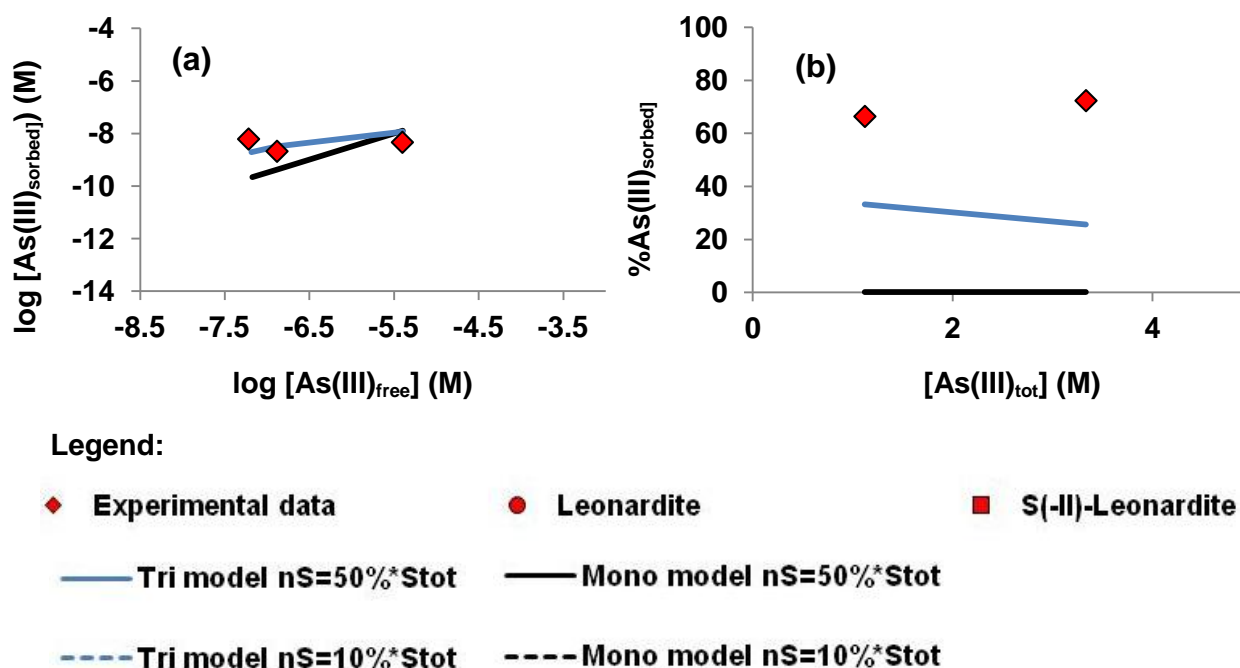 (a)
log [As(III)sorbed]) (M)
-4
-6
-8
-10
-12
-14
-8.5 -7.5 -6.5 -5.5 -4.5 -3.5
log [As(III)free] (M)
(b)
%As(III)sorbed]
100
80
60
40
20
0
0 2 4
[As(III)tot] (M)
Legend:
Experimental data Leonardite S(-II)-Leonardite
Tri model nS=50%*Stot Mono model nS=50%*Stot
Tri model nS=10%*Stot Mono model nS=10%*Stot